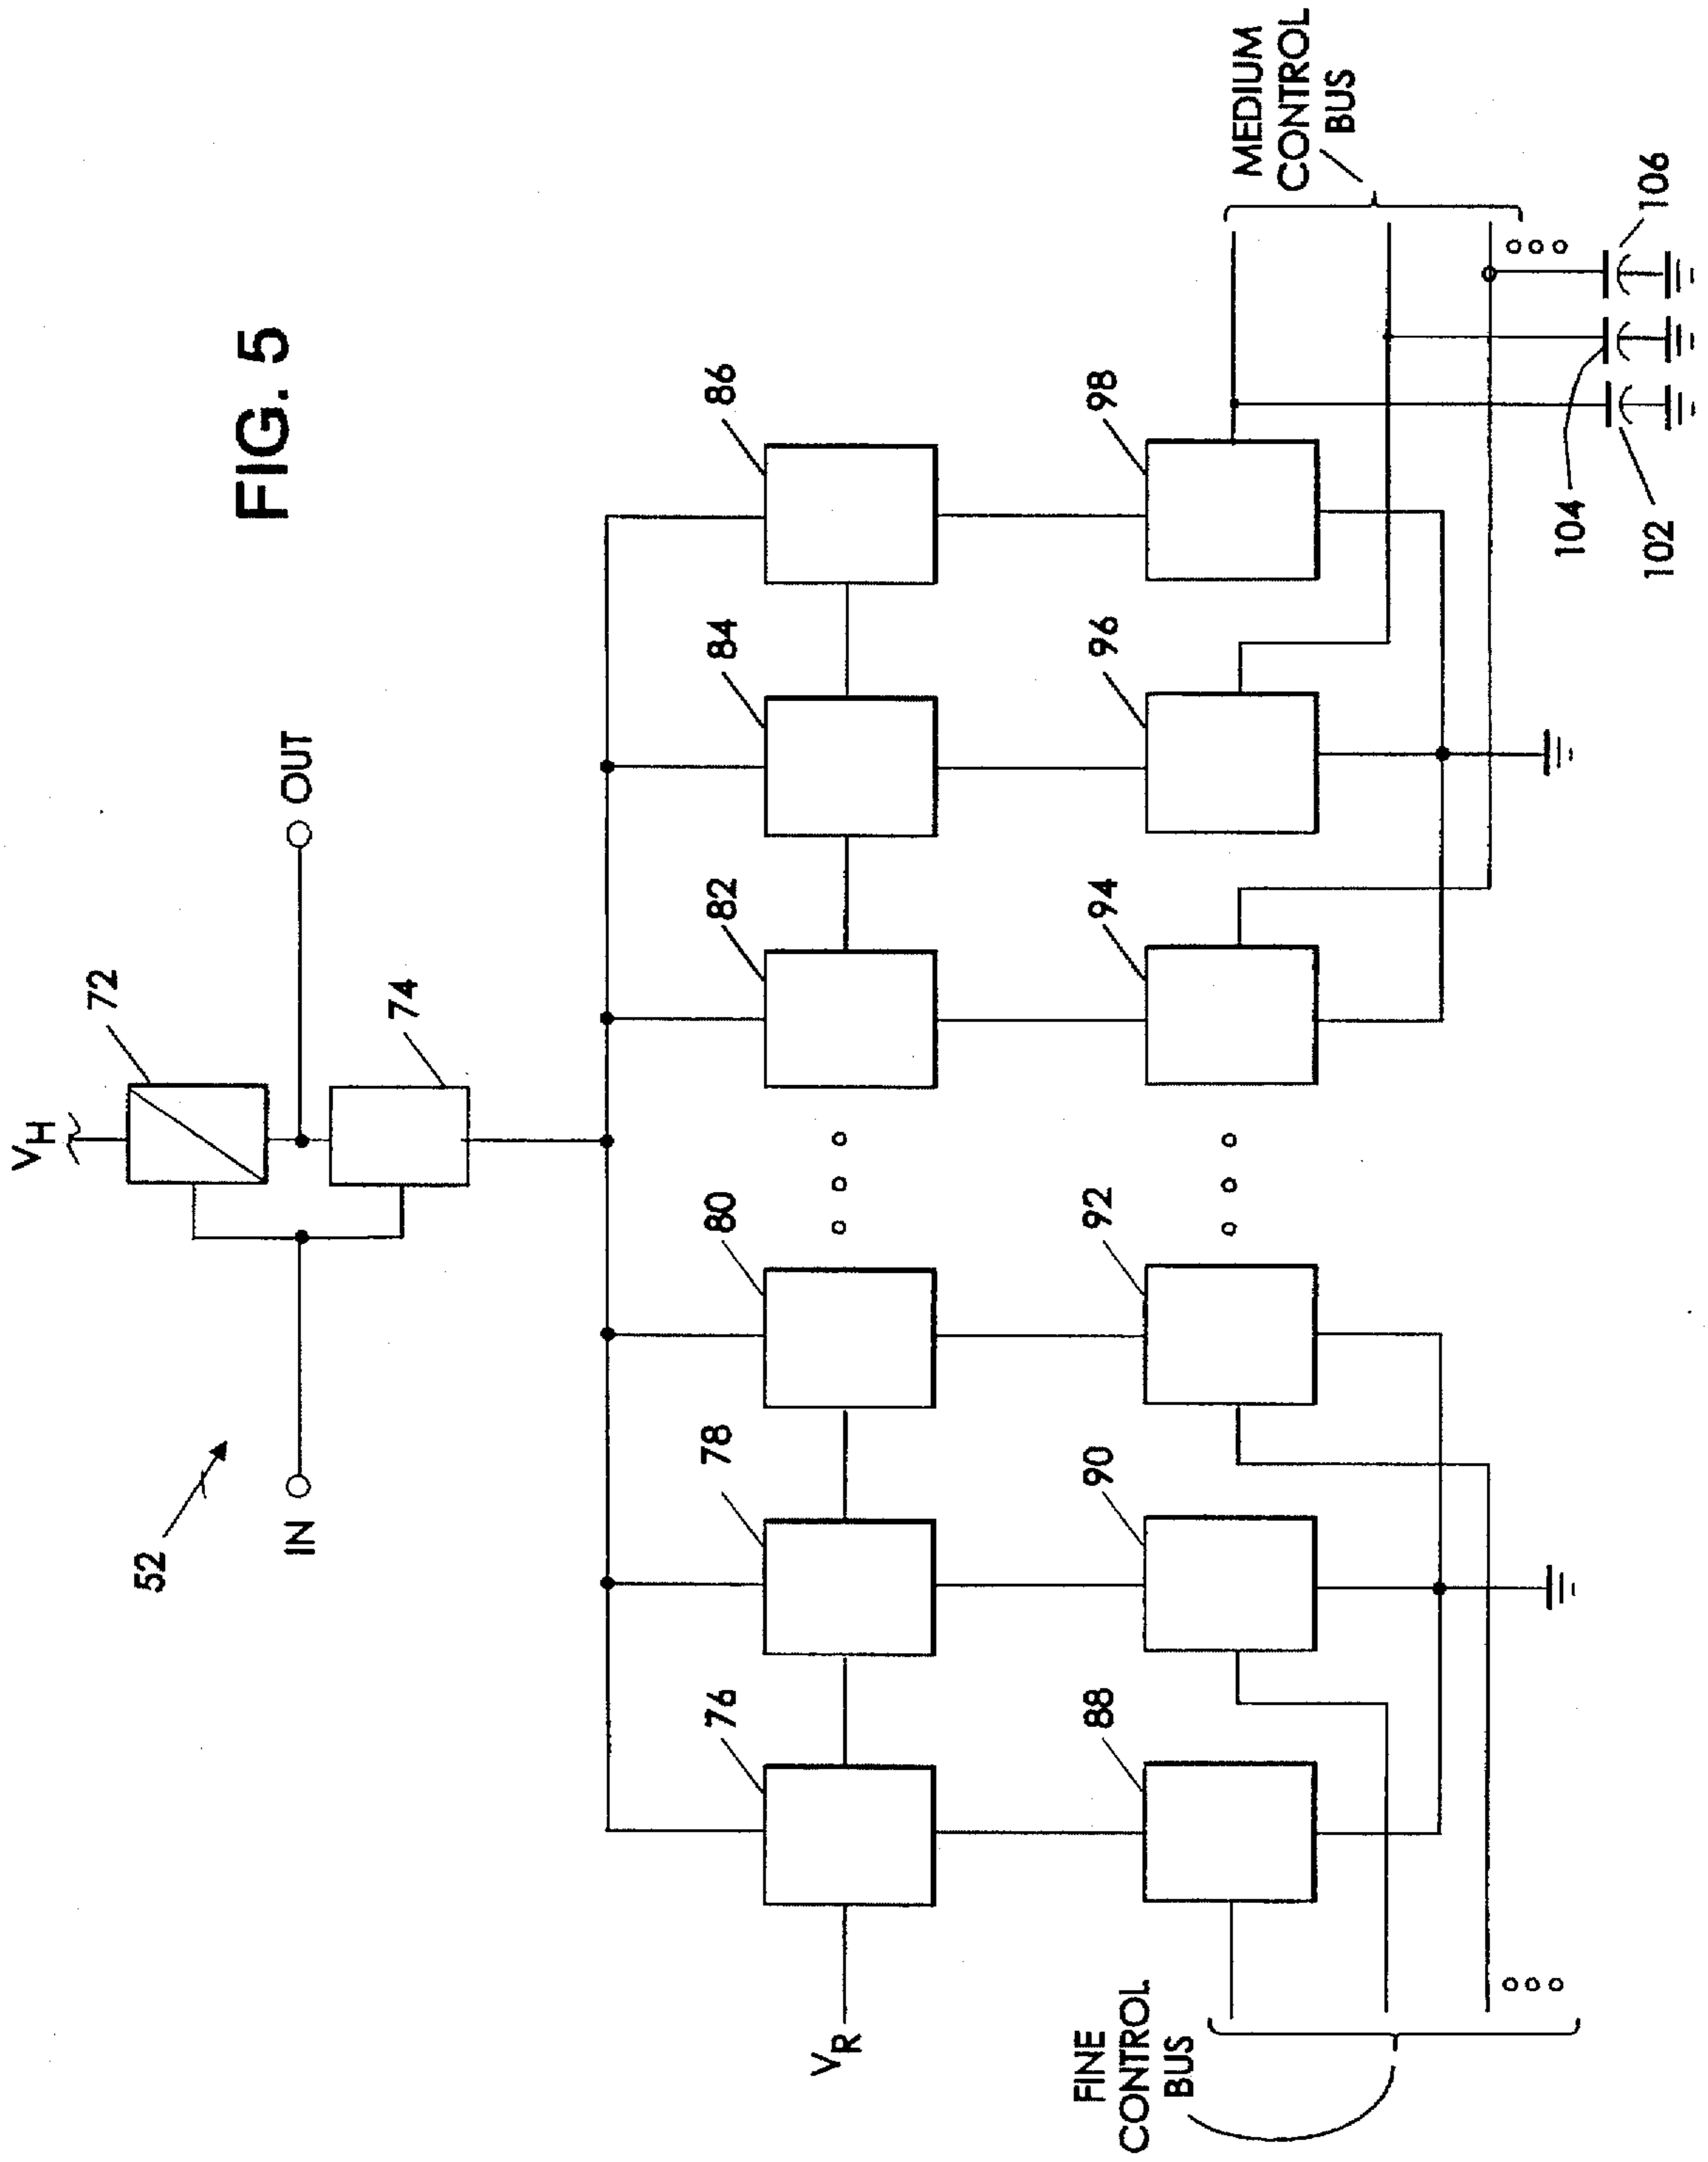 FIG. 5
52
V_H
72
IN
OUT
74
76
78
80
82
84
86
V_R
88
90
92
94
96
98
FINE
CONTROL
BUS
MEDIUM
CONTROL
BUS
104
102
106